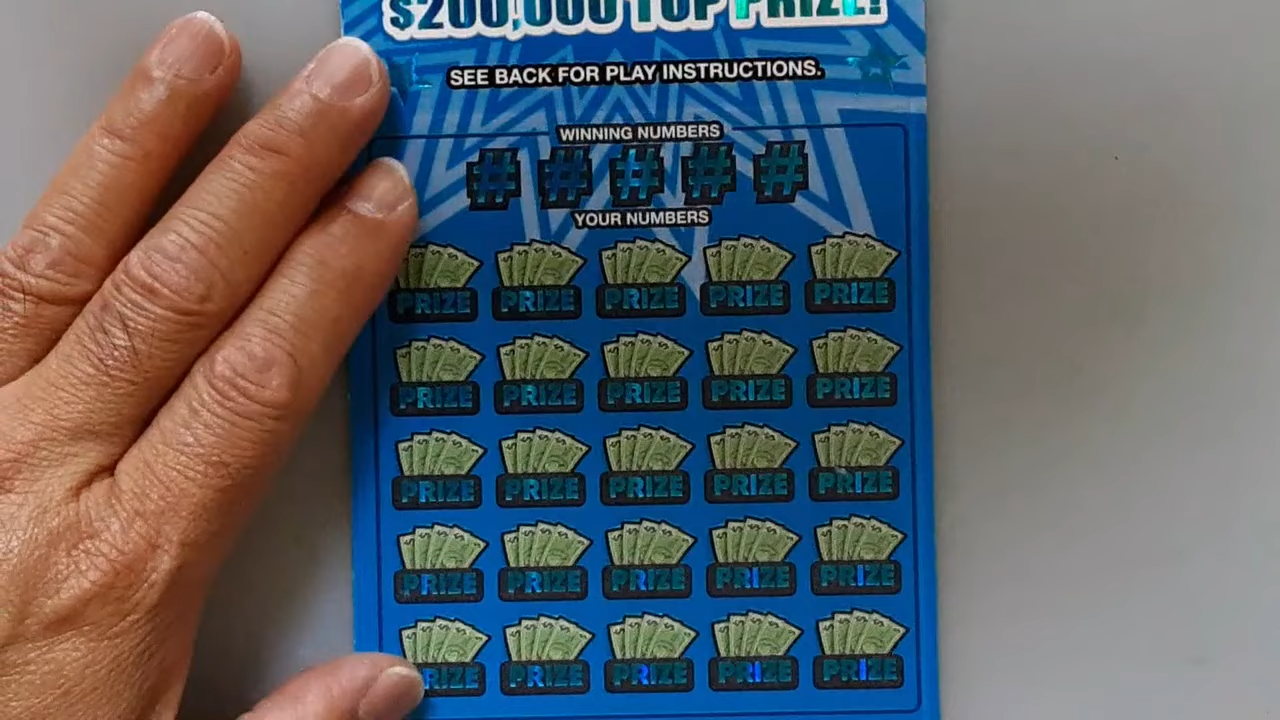 $200,000 TOP PRIZE!
SEE BACK FOR PLAY INSTRUCTIONS.
WINNING NUMBERS
# # # # #
YOUR NUMBERS
PRIZE PRIZE PRIZE PRIZE PRIZE
PRIZE PRIZE PRIZE PRIZE PRIZE
PRIZE PRIZE PRIZE PRIZE PRIZE
PRIZE PRIZE PRIZE PRIZE PRIZE
PRIZE PRIZE PRIZE PRIZE PRIZE